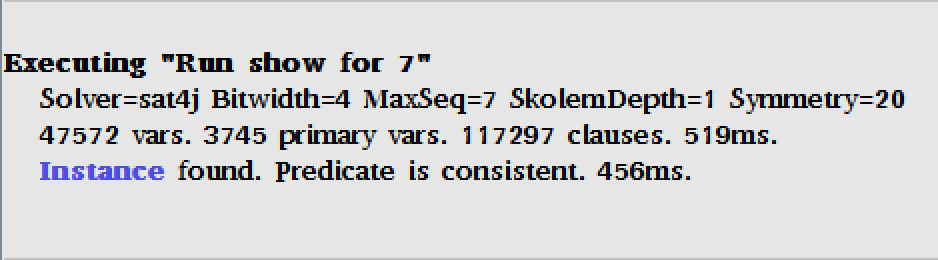 Executing "Run show for 7"
Solver=sat4j Bitwidth=4 MaxSeq=7 SkolemDepth=1 Symmetry=20
47572 vars. 3745 primary vars. 117297 clauses. 519ms.
Instance found. Predicate is consistent. 456ms.